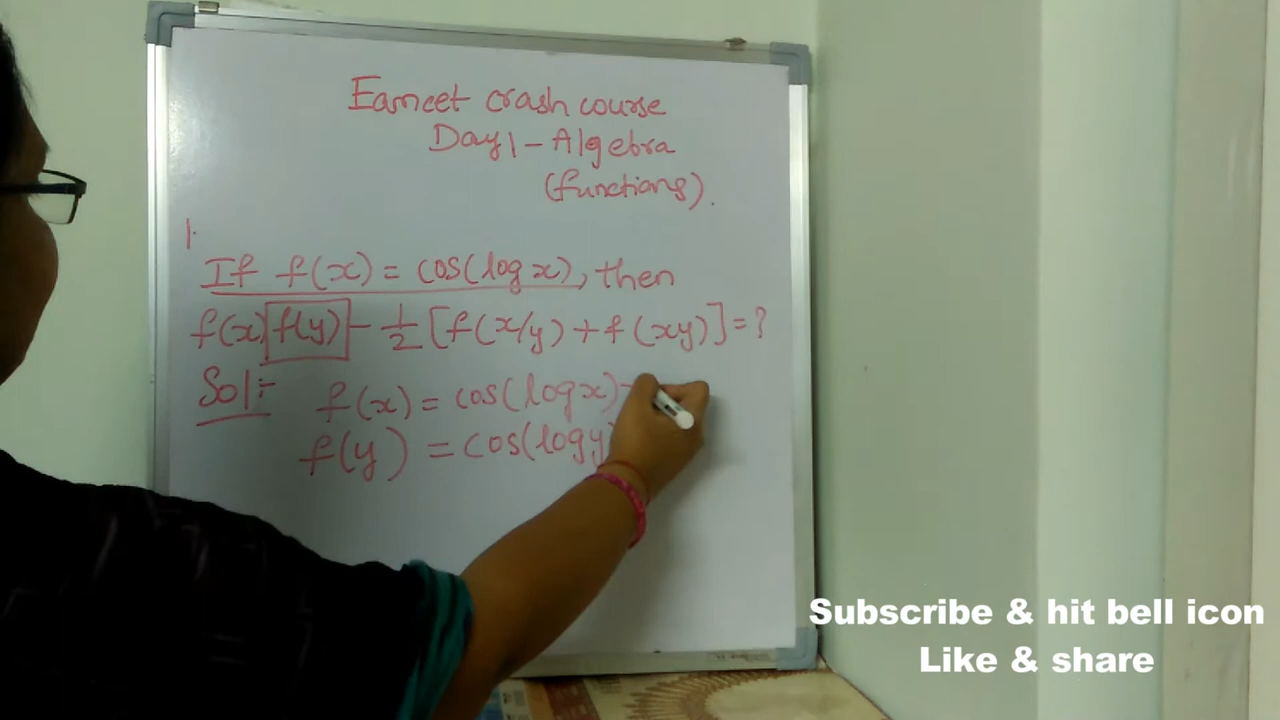 Eamcet crash course
Day 1 - Algebra
(functions).
1.
If f(x) = cos(log x), then
f(x) f(y) - 1/2 [f(x/y) + f(xy)] = ?
Sol:-
f(x) = cos(log x) -
f(y) = cos(log y)
Subscribe & hit bell icon
Like & share